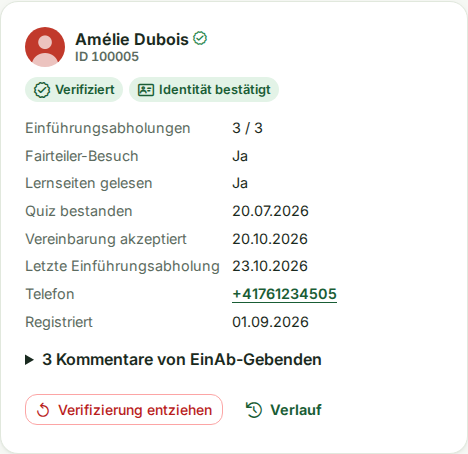 Amélie Dubois
ID 100005
Verifiziert Identität bestätigt
Einführungsabholungen 3 / 3
Fairteiler-Besuch Ja
Lernseiten gelesen Ja
Quiz bestanden 20.07.2026
Vereinbarung akzeptiert 20.10.2026
Letzte Einführungsabholung 23.10.2026
Telefon +41761234505
Registriert 01.09.2026
3 Kommentare von EinAb-Gebenden
Verifizierung entziehen Verlauf